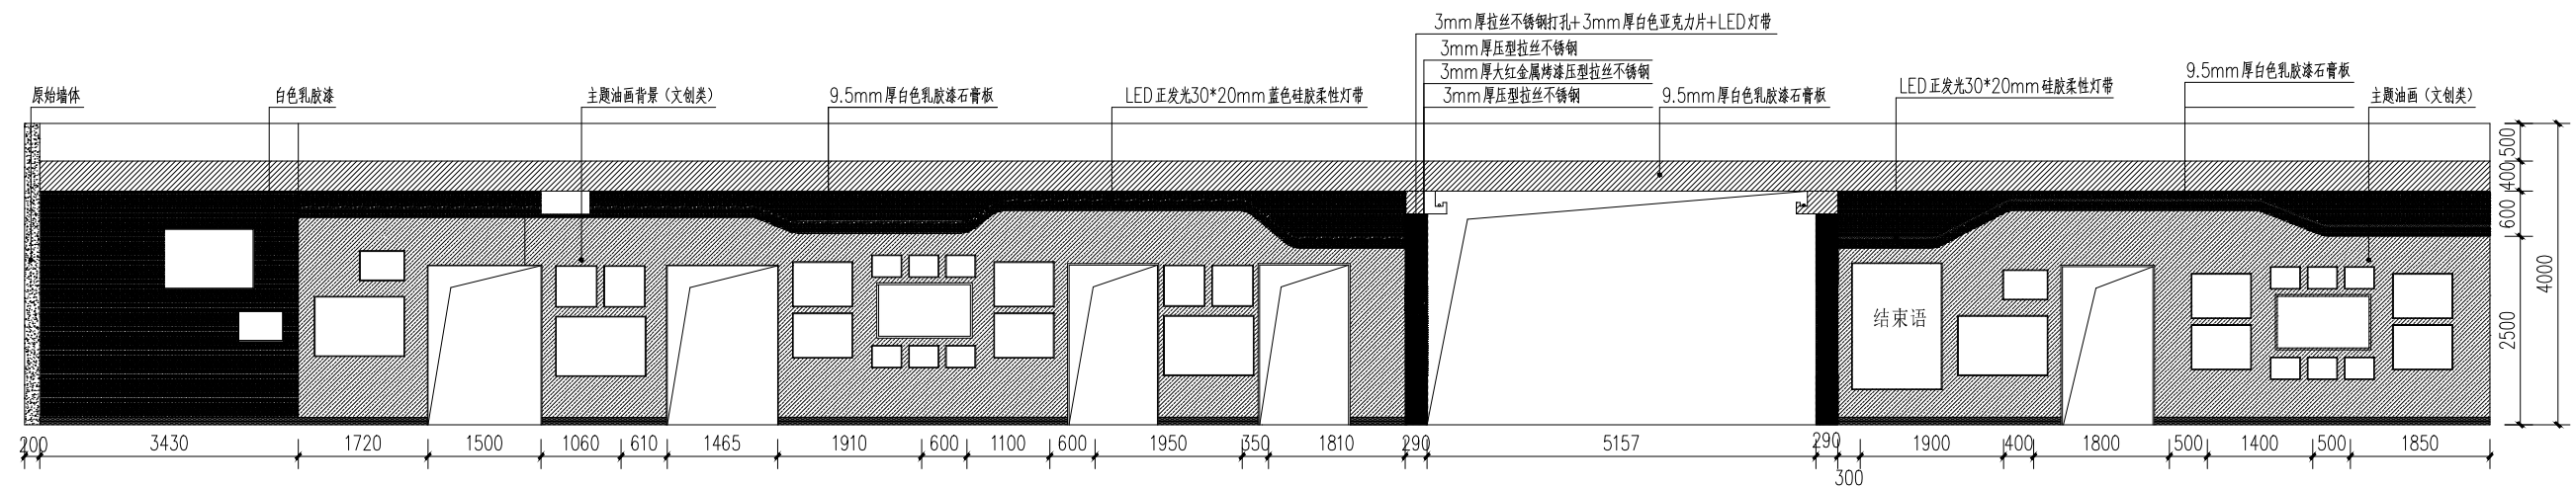 3mm厚拉丝不锈钢打孔+3mm厚白色亚克力片+LED灯带
3mm厚压型拉丝不锈钢
3mm厚大红金属烤漆压型拉丝不锈钢
3mm厚压型拉丝不锈钢
原始墙体
白色乳胶漆
主题油画背景（文创类）
9.5mm厚白色乳胶漆石膏板
LED正发光30*20mm蓝色硅胶柔性灯带
9.5mm厚白色乳胶漆石膏板
LED正发光30*20mm硅胶柔性灯带
9.5mm厚白色乳胶漆石膏板
主题油画（文创类）
500
400
600
2500
4000
结束语
200
3430
1720
1500
1060
610
1465
1910
600
1100
600
1950
350
1810
290
5157
290
300
1900
400
1800
500
1400
500
1850